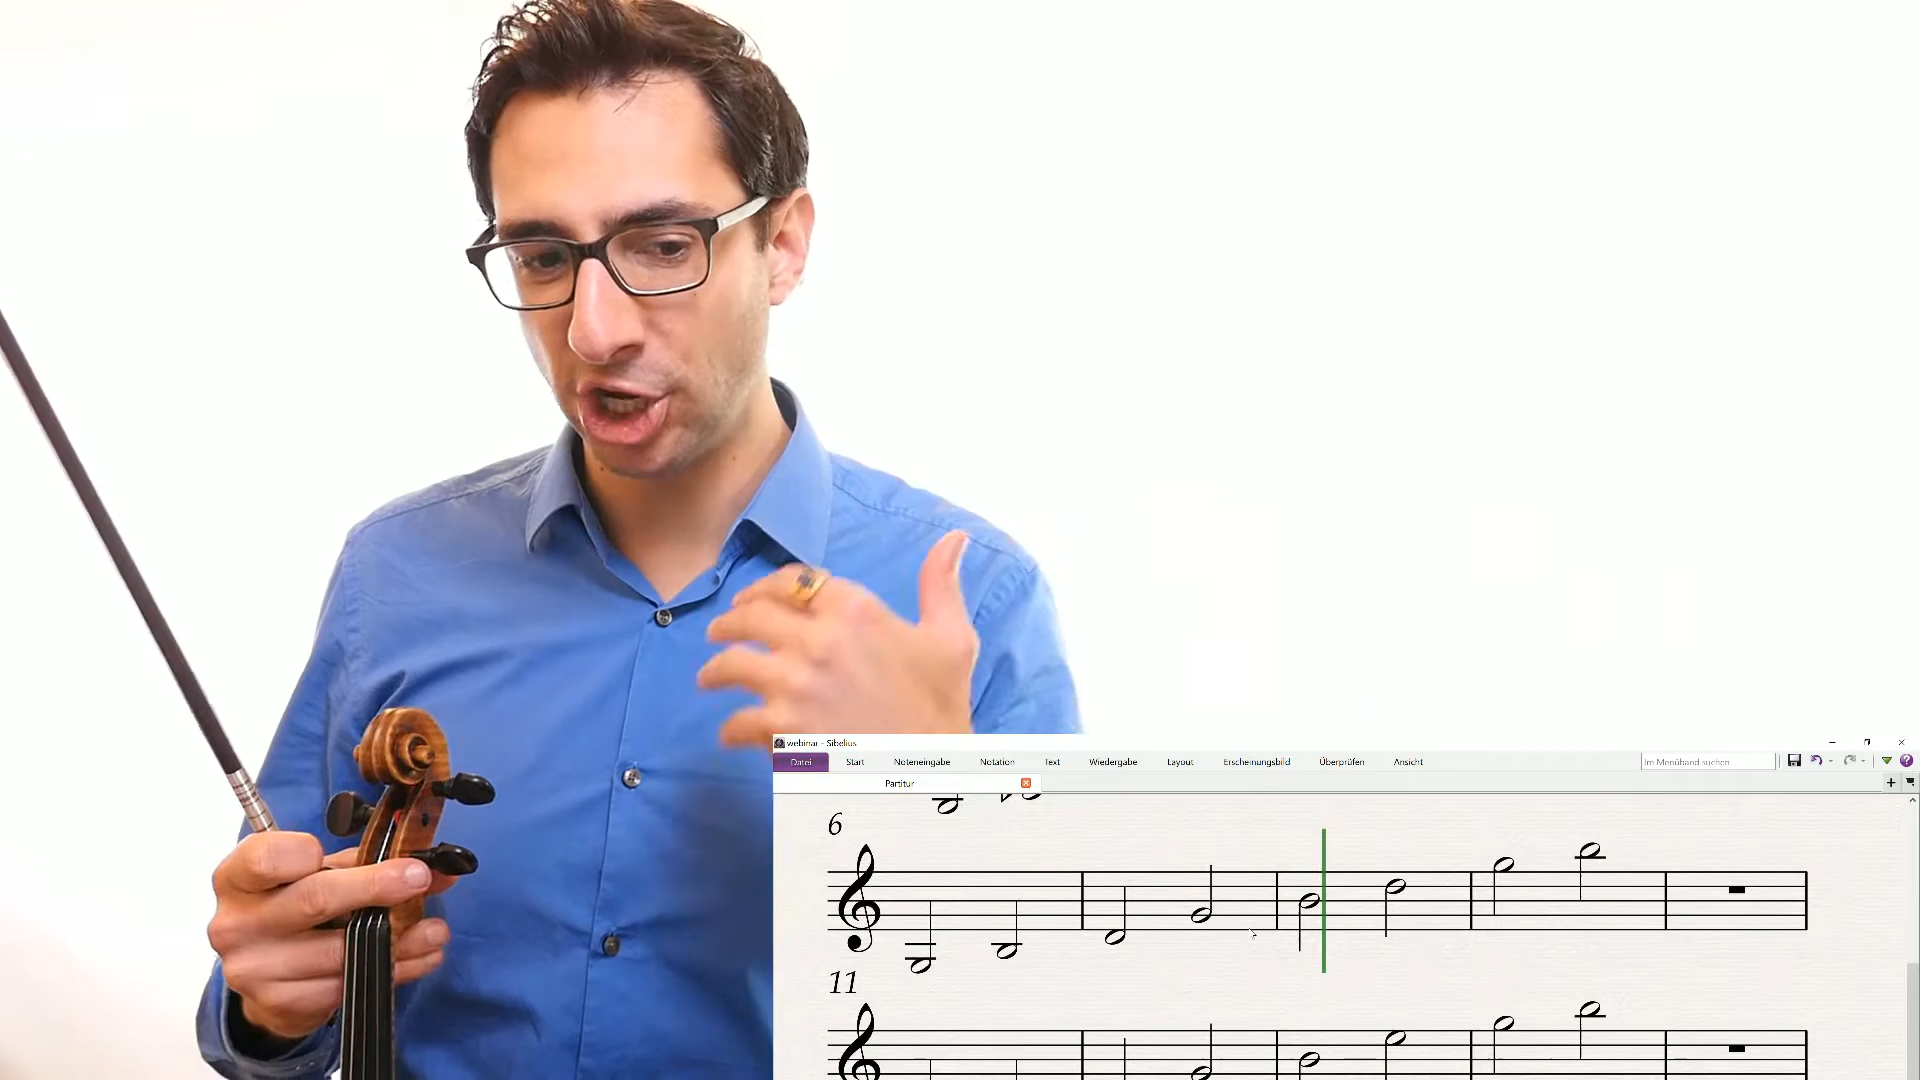 webinar - Sibelius
Datei Start Noteneingabe Notation Text Wiedergabe Layout Erscheinungsbild Überprüfen Ansicht Im Menüband suchen
Partitur
6
11